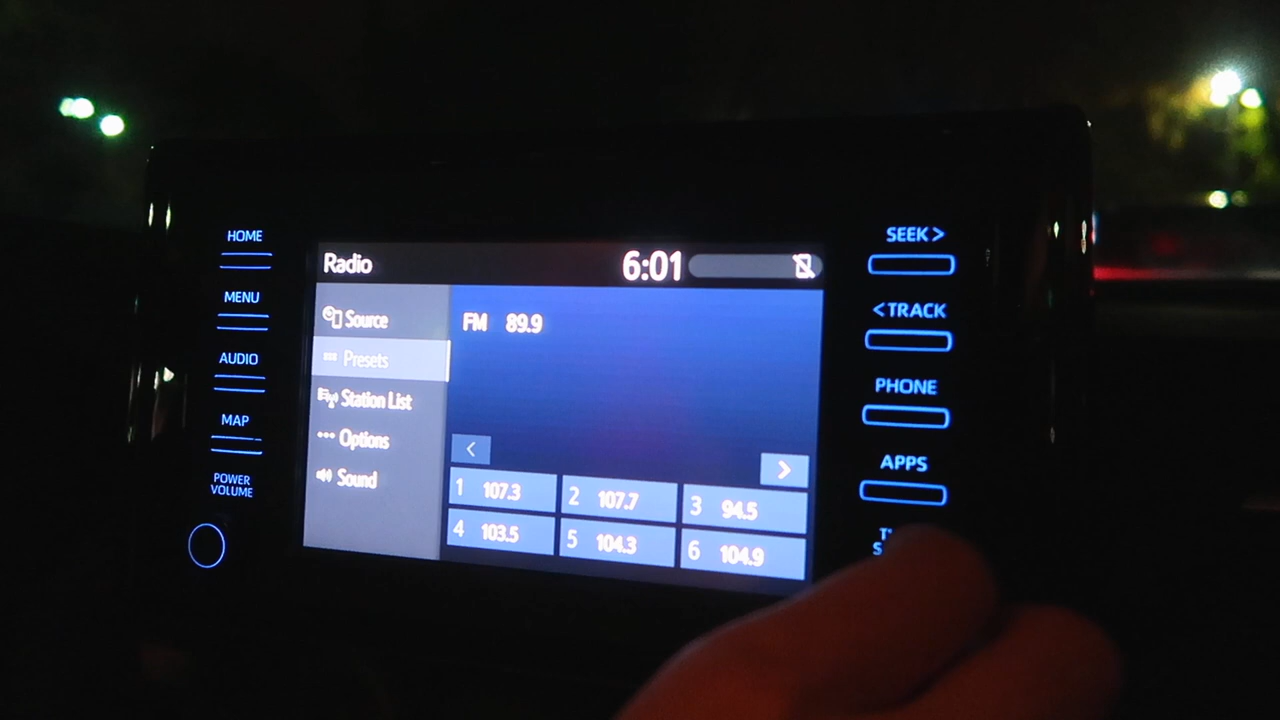 HOME
MENU
AUDIO
MAP
POWER
VOLUME
Radio
6:01
Source
Presets
Station List
Options
Sound
FM 89.9
<
>
1 107.3
2 107.7
3 94.5
4 103.5
5 104.3
6 104.9
SEEK >
< TRACK
PHONE
APPS